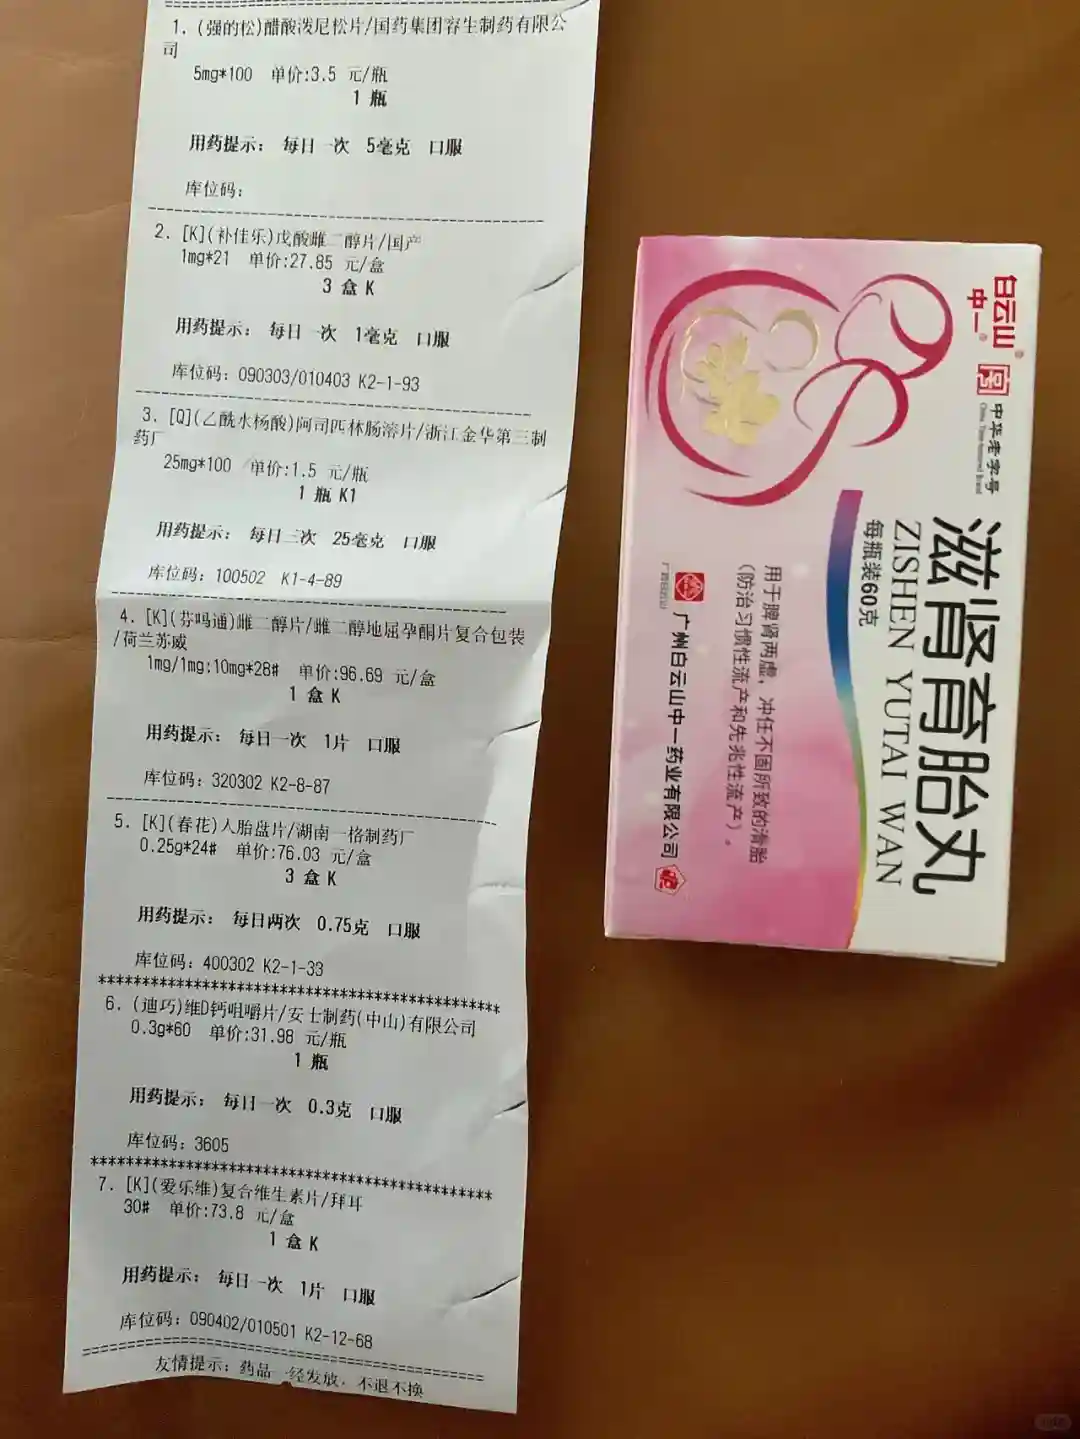 1. (强的松)醋酸泼尼松片/国药集团容生制药有限公
司
5mg*100 单价:3.5 元/瓶
1 瓶
用药提示: 每日一次 5毫克 口服
库位码:
2. [K](补佳乐)戊酸雌二醇片/国产
1mg*21 单价:27.85 元/盒
3 盒 K
用药提示: 每日一次 1毫克 口服
库位码: 090303/010403 K2-1-93
3. [Q](乙酰水杨酸)阿司匹林肠溶片/浙江金华第三制
药厂
25mg*100 单价:1.5 元/瓶
1 瓶 K1
用药提示: 每日三次 25毫克 口服
库位码: 100502 K1-4-89
4. [K](芬吗通)雌二醇片/雌二醇地屈孕酮片复合包装
/荷兰苏威
1mg/1mg:10mg*28# 单价:96.69 元/盒
1 盒 K
用药提示: 每日一次 1片 口服
库位码: 320302 K2-8-87
5. [K](春花)人胎盘片/湖南一格制药厂
0.25g*24# 单价:76.03 元/盒
3 盒 K
用药提示: 每日两次 0.75克 口服
库位码: 400302 K2-1-33
6. (迪巧)维D钙咀嚼片/安士制药(中山)有限公司
0.3g*60 单价:31.98 元/瓶
1 瓶
用药提示: 每日一次 0.3克 口服
库位码: 3605
7. [K](爱乐维)复合维生素片/拜耳
30# 单价:73.8 元/盒
1 盒 K
用药提示: 每日一次 1片 口服
库位码: 090402/010501 K2-12-68
友情提示: 药品一经发放, 不退不换
白云山®
中一®
中华老字号
China Time-honored Brand
滋肾育胎丸
ZISHEN YUTAI WAN
每瓶装60克
用于脾肾两虚，冲任不固所致的滑胎
（防治习惯性流产和先兆性流产）。
广州白云山中一药业有限公司